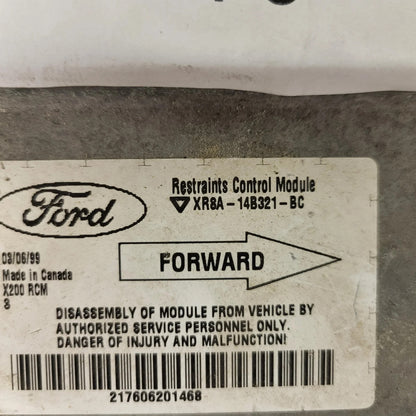 Ford
Restraints Control Module
XR8A-14B321-BC
03/06/99
Made in Canada
X200 RCM
3
FORWARD
DISASSEMBLY OF MODULE FROM VEHICLE BY
AUTHORIZED SERVICE PERSONNEL ONLY.
DANGER OF INJURY AND MALFUNCTION!
217606201468